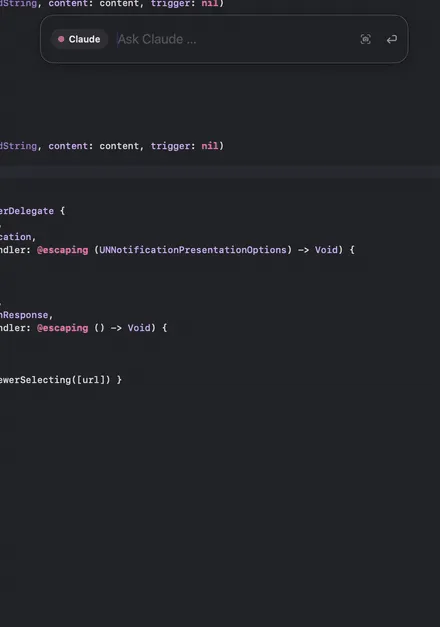 dString, content: content, trigger: nil)
Claude Ask Claude ...
dString, content: content, trigger: nil)
erDelegate {
,
cation,
ndler: @escaping (UNNotificationPresentationOptions) -> Void) {
,
nResponse,
ndler: @escaping () -> Void) {
ewerSelecting([url]) }